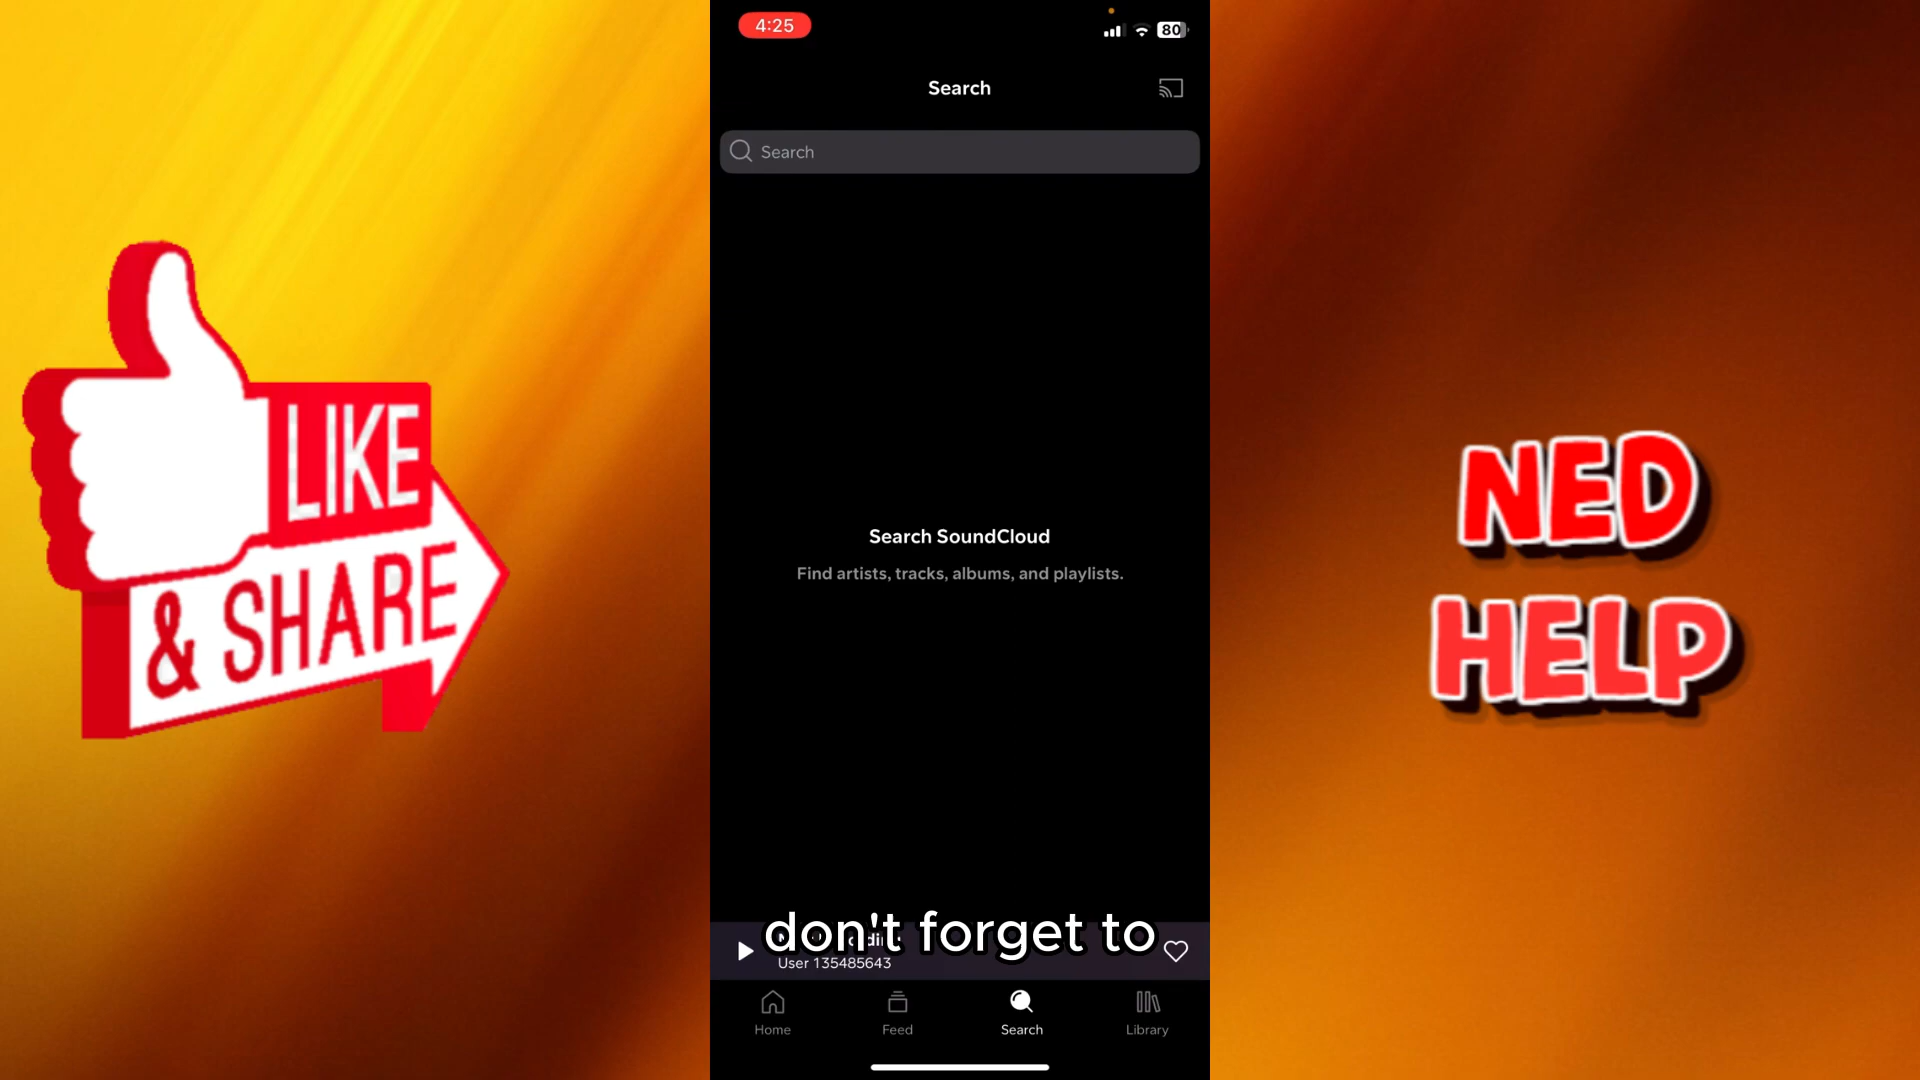 4:25
80
Search
Search
Search SoundCloud
Find artists, tracks, albums, and playlists.
don't forget to
User 135485643
Home
Feed
Search
Library
LIKE
& SHARE
NED
HELP